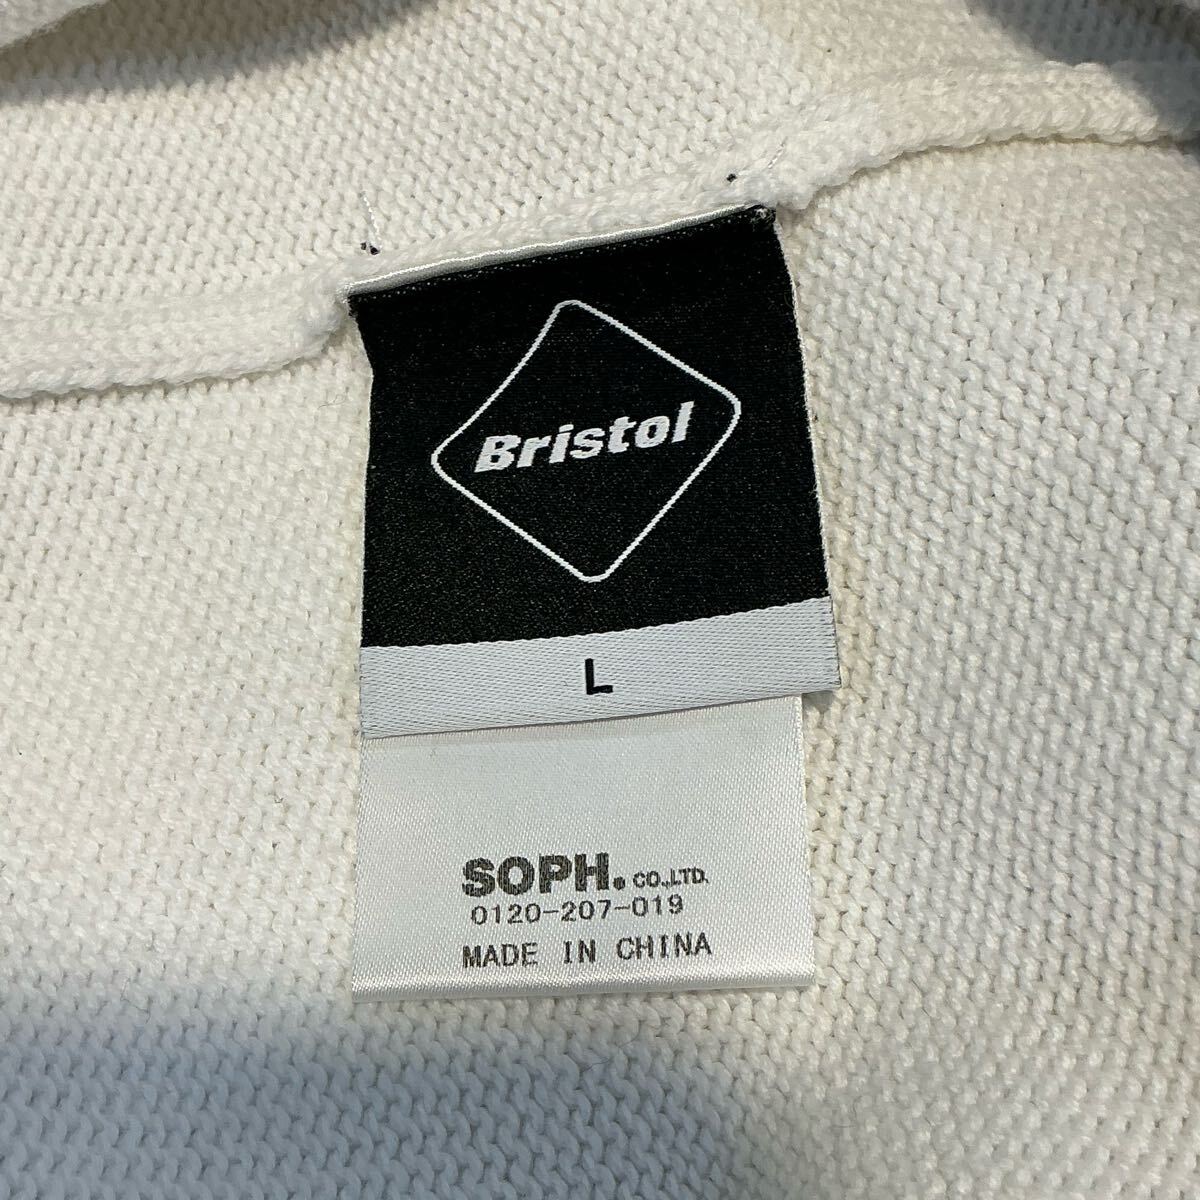 Bristol
L
SOPH. CO.,LTD.
0120-207-019
MADE IN CHINA